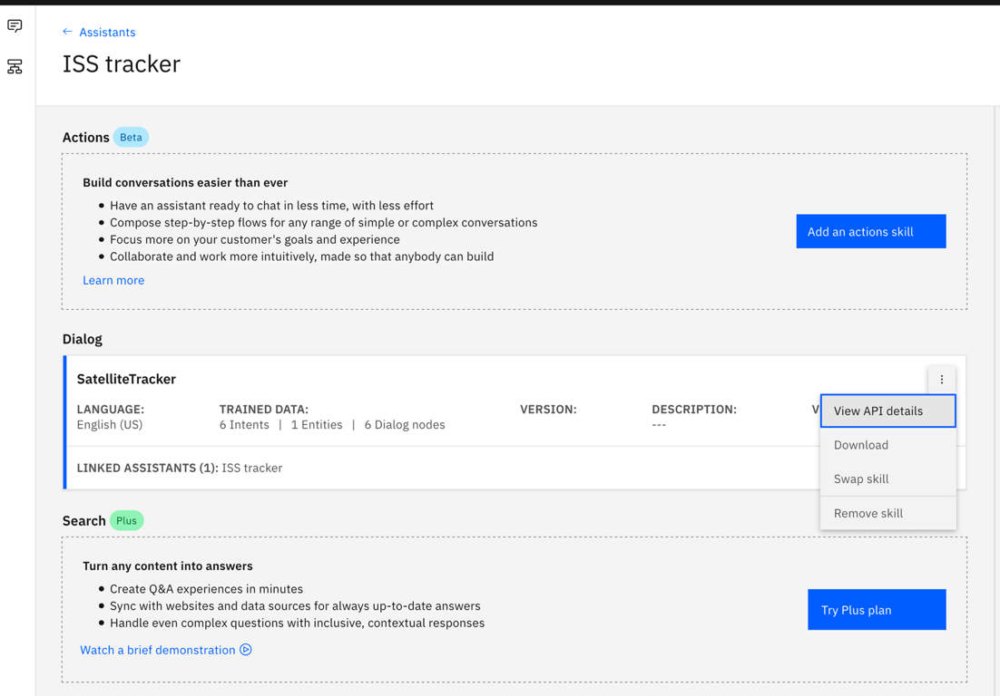 ← Assistants
ISS tracker
Actions Beta
Build conversations easier than ever
• Have an assistant ready to chat in less time, with less effort
• Compose step-by-step flows for any range of simple or complex conversations
• Focus more on your customer's goals and experience
• Collaborate and work more intuitively, made so that anybody can build
Learn more
Add an actions skill
Dialog
SatelliteTracker
LANGUAGE: TRAINED DATA: VERSION: DESCRIPTION: V
English (US) 6 Intents | 1 Entities | 6 Dialog nodes ---
LINKED ASSISTANTS (1): ISS tracker
View API details
Download
Swap skill
Remove skill
Search Plus
Turn any content into answers
• Create Q&A experiences in minutes
• Sync with websites and data sources for always up-to-date answers
• Handle even complex questions with inclusive, contextual responses
Watch a brief demonstration
Try Plus plan